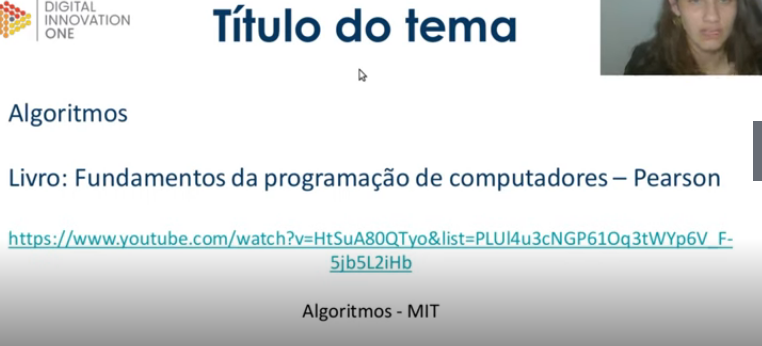 DIGITAL
INNOVATION
ONE
Título do tema
Algoritmos
Livro: Fundamentos da programação de computadores – Pearson
https://www.youtube.com/watch?v=HtSuA80QTyo&list=PLUl4u3cNGP61Oq3tWYp6V_F-
5jb5L2iHb
Algoritmos - MIT